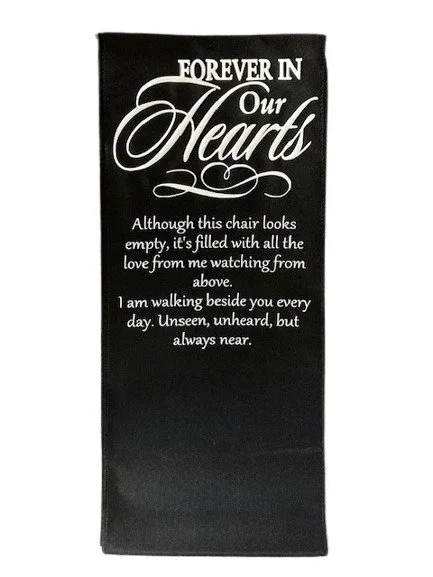 FOREVER IN
Our
Hearts
Although this chair looks
empty, it's filled with all the
love from me watching from
above.
I am walking beside you every
day. Unseen, unheard, but
always near.